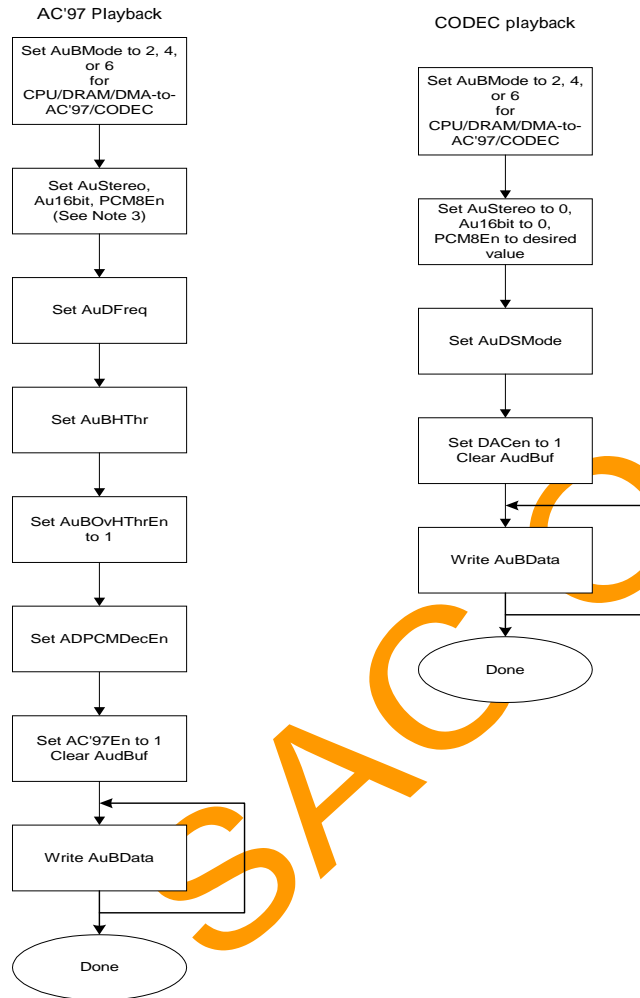 AC'97 Playback
Set AuBMode to 2, 4,
or 6
for
CPU/DRAM/DMA-to-
AC'97/CODEC
Set AuStereo,
Au16bit, PCM8En
(See Note 3)
Set AuDFreq
Set AuBHThr
Set AuBOvHThrEn
to 1
Set ADPCMDecEn
Set AC'97En to 1
Clear AudBuf
Write AuBData
Done
CODEC playback
Set AuBMode to 2, 4,
or 6
for
CPU/DRAM/DMA-to-
AC'97/CODEC
Set AuStereo to 0,
Au16bit to 0,
PCM8En to desired
value
Set AuDSMode
Set DACen to 1
Clear AudBuf
Write AuBData
Done
SAC